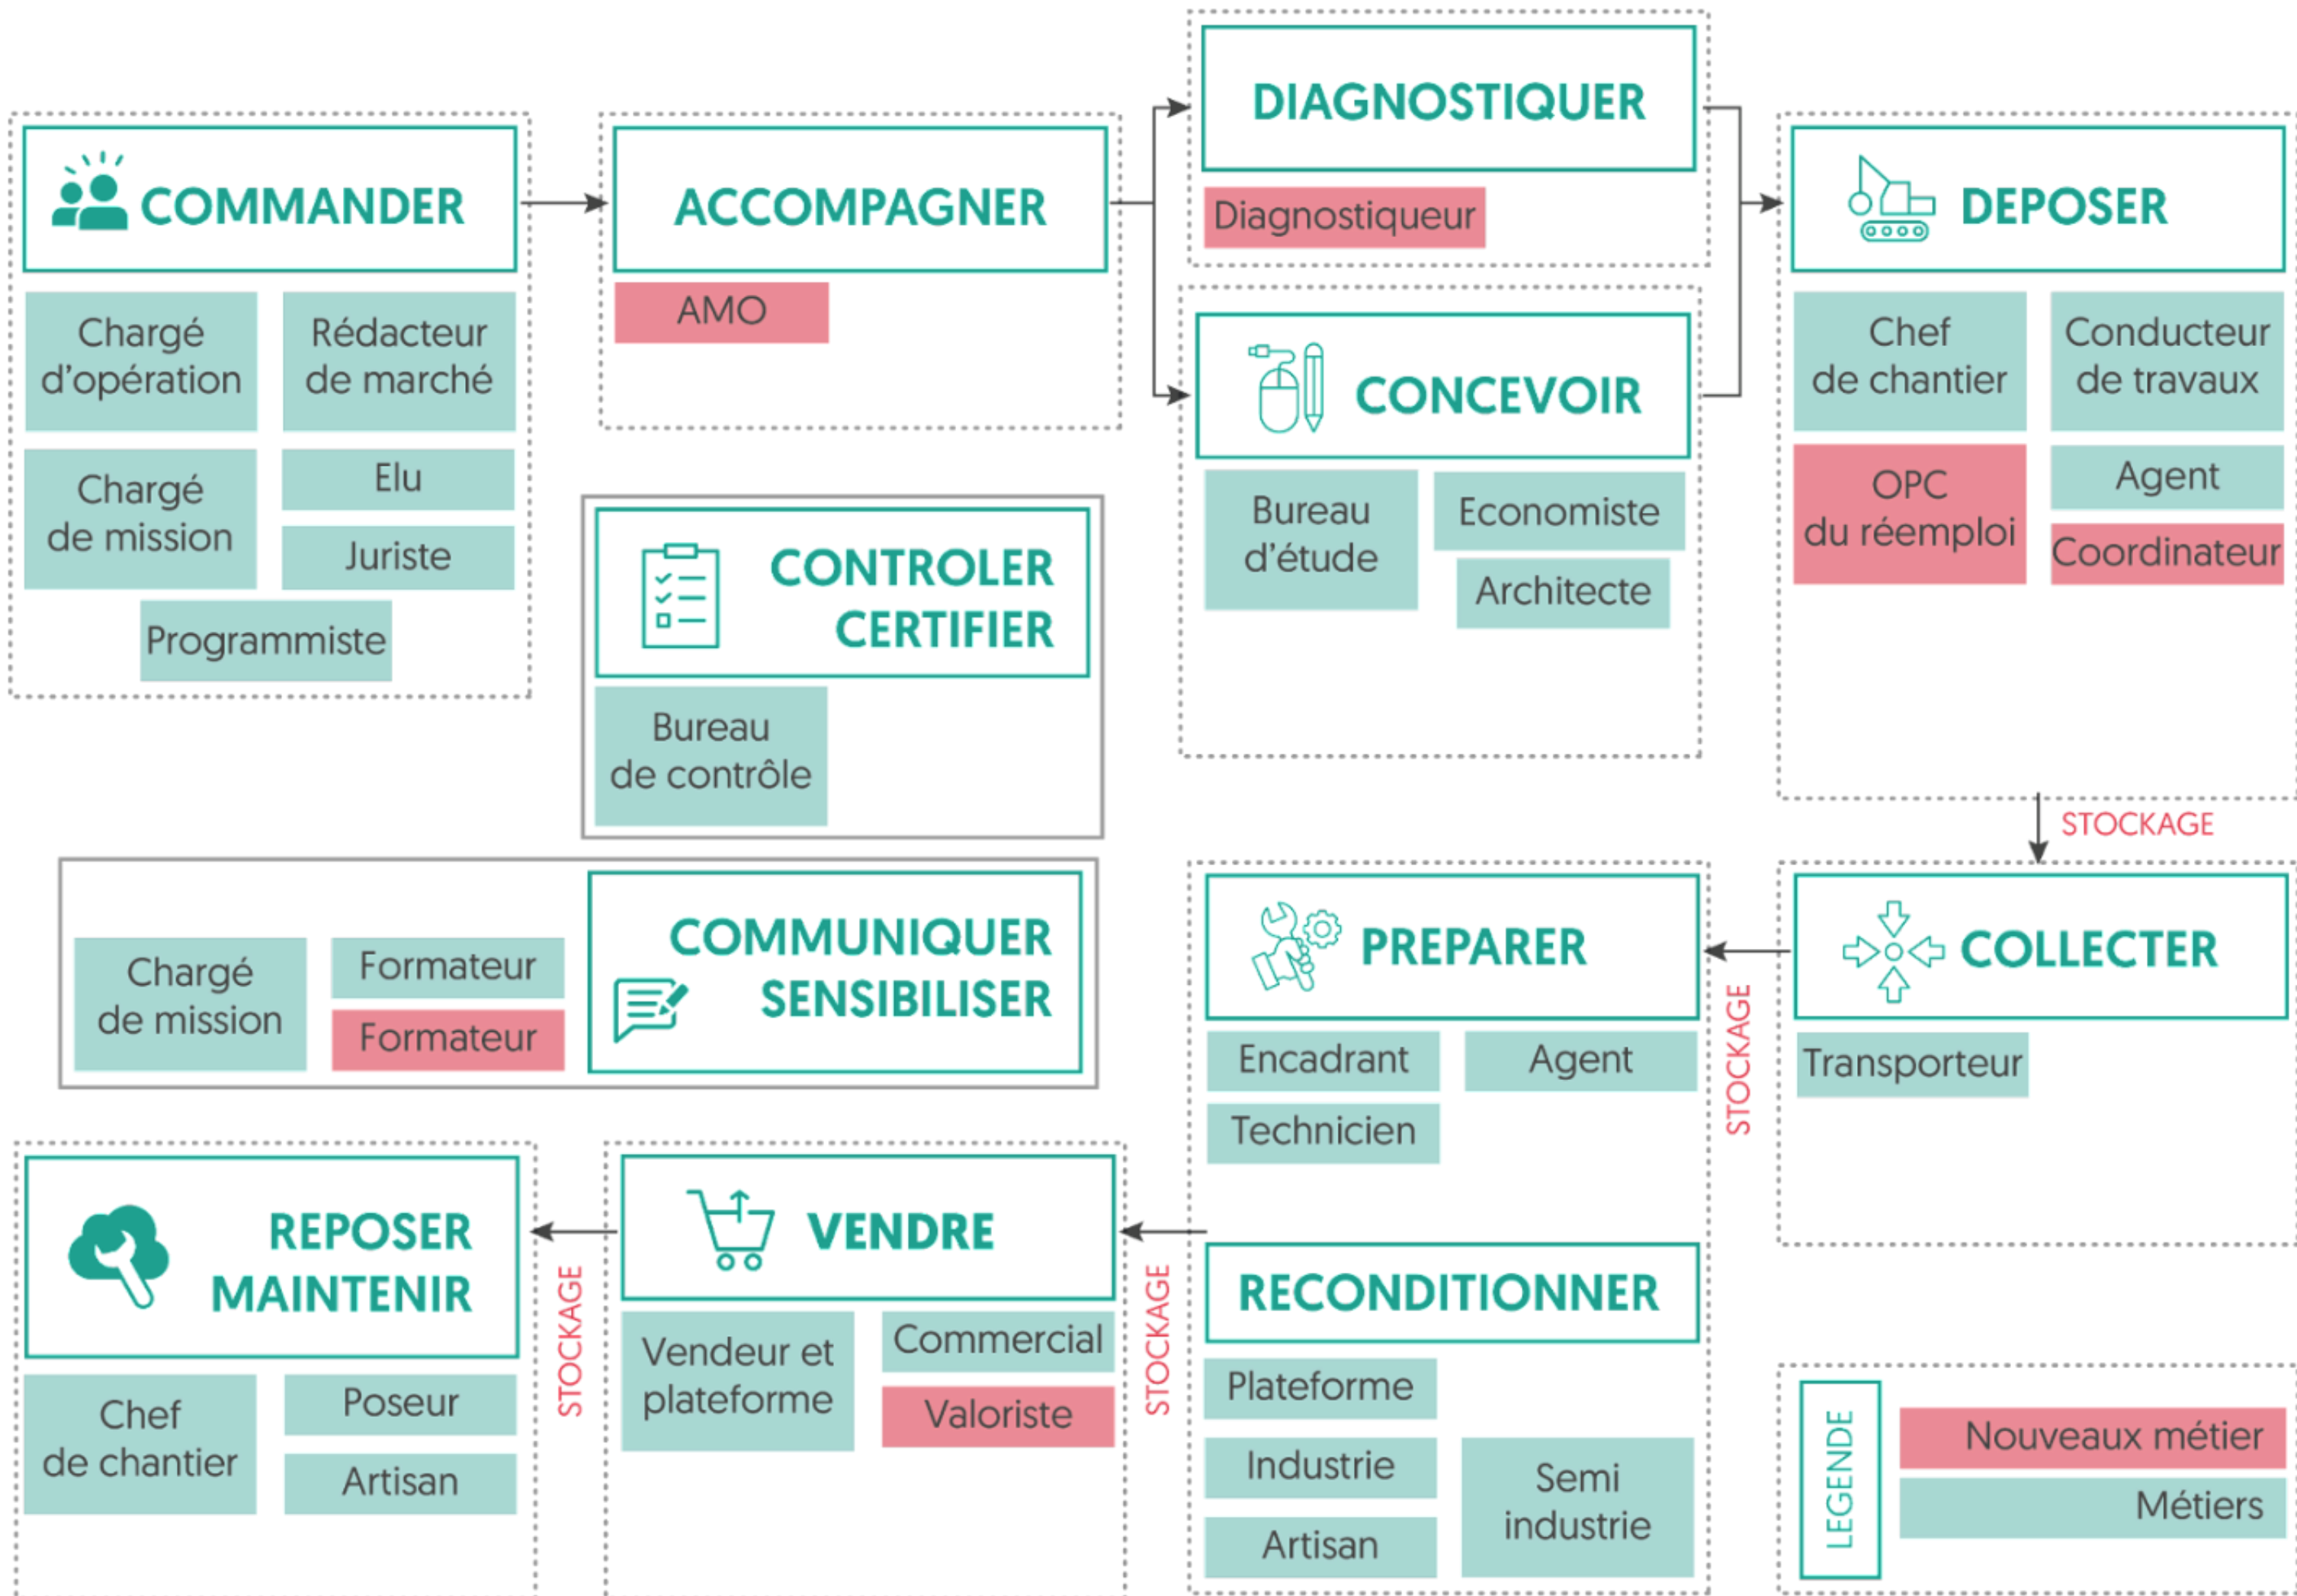 COMMANDER
Chargé
d'opération
Rédacteur
de marché
Chargé
de mission
Elu
Juriste
Programmiste
ACCOMPAGNER
AMO
DIAGNOSTIQUER
Diagnostiqueur
CONCEVOIR
Bureau
d'étude
Economiste
Architecte
DEPOSER
Chef
de chantier
Conducteur
de travaux
OPC
du réemploi
Agent
Coordinateur
CONTROLER
CERTIFIER
Bureau
de contrôle
STOCKAGE
COMMUNIQUER
SENSIBILISER
Chargé
de mission
Formateur
Formateur
COLLECTER
Transporteur
STOCKAGE
PREPARER
Encadrant
Agent
Technicien
RECONDITIONNER
Plateforme
Industrie
Artisan
Semi
industrie
STOCKAGE
VENDRE
Vendeur et
plateforme
Commercial
Valoriste
STOCKAGE
REPOSER
MAINTENIR
Chef
de chantier
Poseur
Artisan
LEGENDE
Nouveaux métier
Métiers